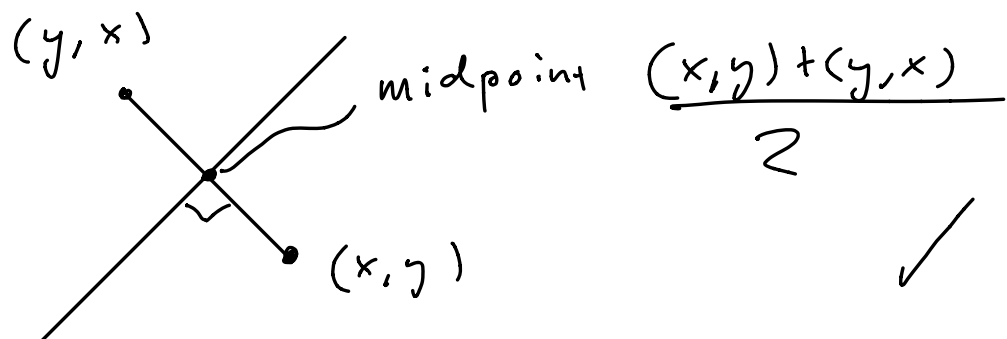 (y, x)
midpoint (x,y)+(y,x)
2
(x,y)